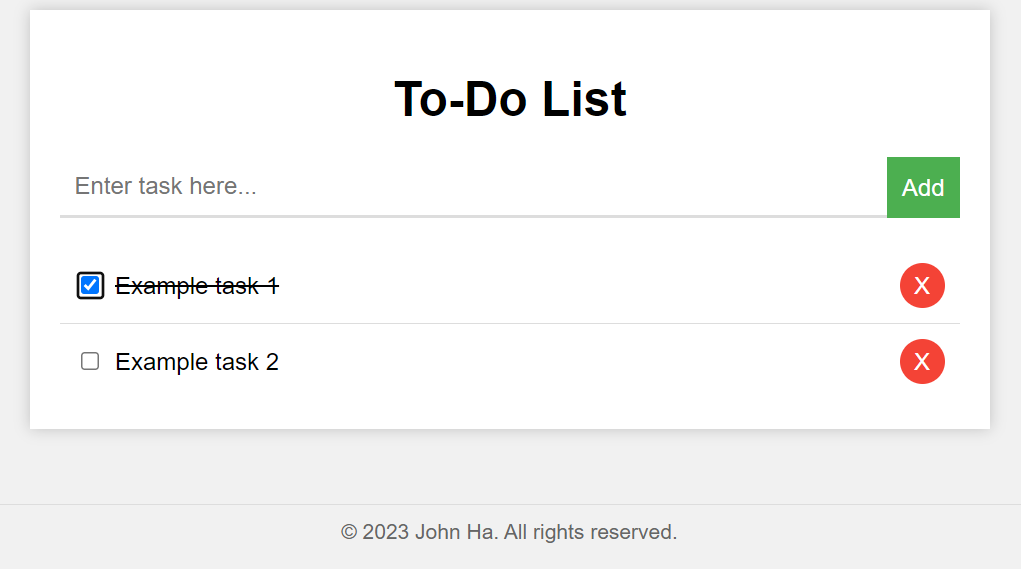 To-Do List
Enter task here...
Add
Example task 1
X
Example task 2
X
© 2023 John Ha. All rights reserved.